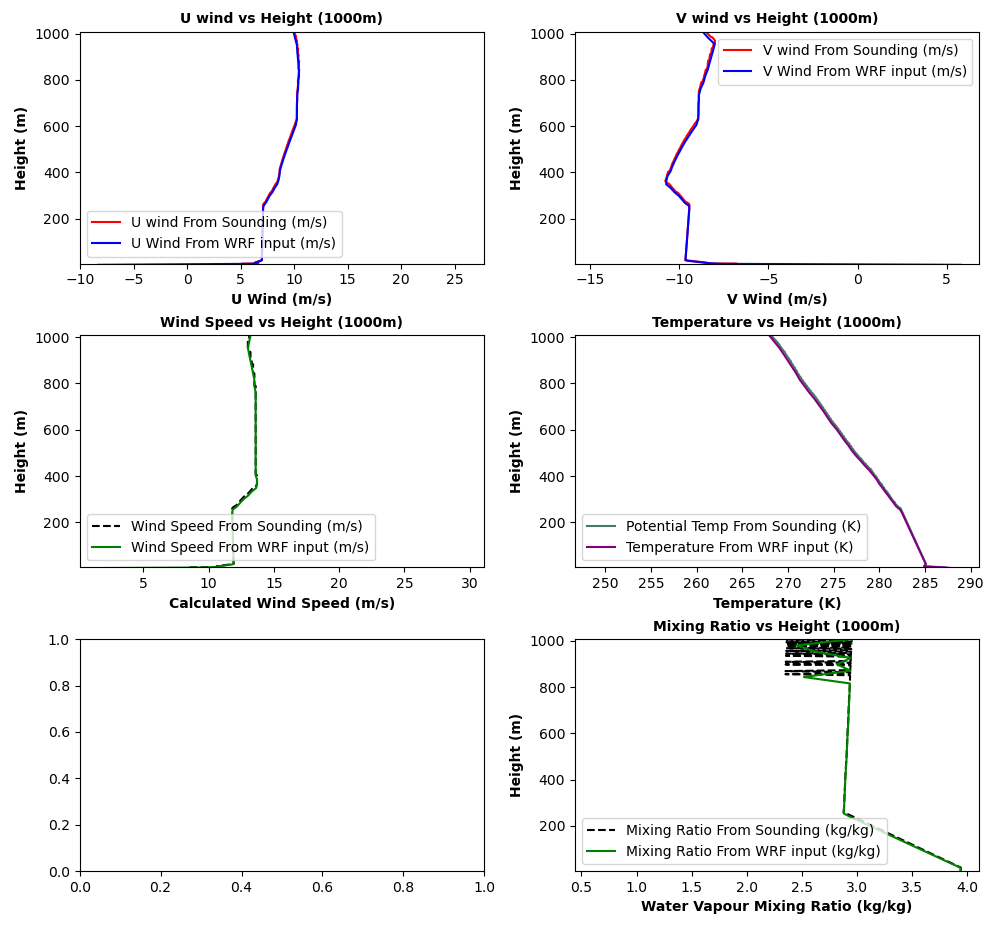 U wind vs Height (1000m)
1000
800
600
400
200
Height (m)
U wind From Sounding (m/s)
U Wind From WRF input (m/s)
−10 −5 0 5 10 15 20 25
U Wind (m/s)
V wind vs Height (1000m)
1000
800
600
400
200
Height (m)
V wind From Sounding (m/s)
V Wind From WRF input (m/s)
−15 −10 −5 0 5
V Wind (m/s)
Wind Speed vs Height (1000m)
1000
800
600
400
200
Height (m)
Wind Speed From Sounding (m/s)
Wind Speed From WRF input (m/s)
5 10 15 20 25 30
Calculated Wind Speed (m/s)
Temperature vs Height (1000m)
1000
800
600
400
200
Height (m)
Potential Temp From Sounding (K)
Temperature From WRF input (K)
250 255 260 265 270 275 280 285 290
Temperature (K)
1.0
0.8
0.6
0.4
0.2
0.0
0.0 0.2 0.4 0.6 0.8 1.0
Mixing Ratio vs Height (1000m)
1000
800
600
400
200
Height (m)
Mixing Ratio From Sounding (kg/kg)
Mixing Ratio From WRF input (kg/kg)
0.5 1.0 1.5 2.0 2.5 3.0 3.5 4.0
Water Vapour Mixing Ratio (kg/kg)